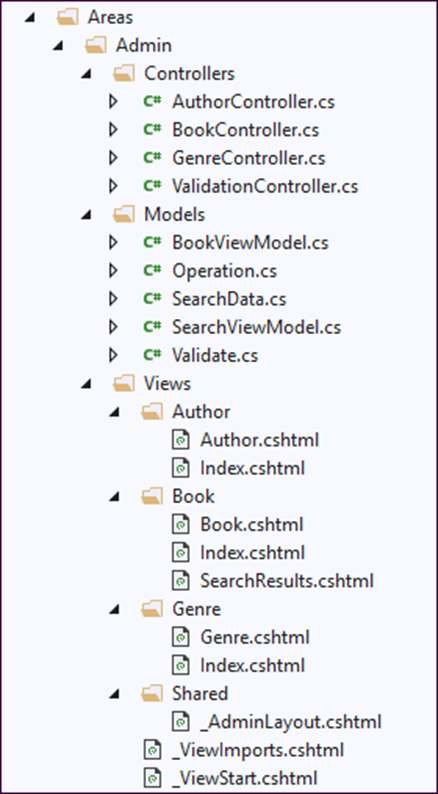 Areas
Admin
Controllers
C# AuthorController.cs
C# BookController.cs
C# GenreController.cs
C# ValidationController.cs
Models
C# BookViewModel.cs
C# Operation.cs
C# SearchData.cs
C# SearchViewModel.cs
C# Validate.cs
Views
Author
Author.cshtml
Index.cshtml
Book
Book.cshtml
Index.cshtml
SearchResults.cshtml
Genre
Genre.cshtml
Index.cshtml
Shared
_AdminLayout.cshtml
_ViewImports.cshtml
_ViewStart.cshtml